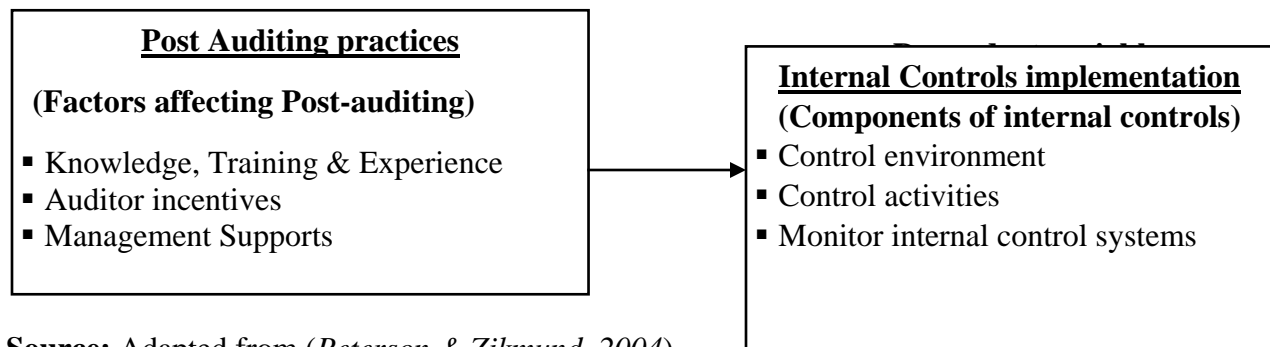 Post Auditing practices
(Factors affecting Post-auditing)
▪ Knowledge, Training & Experience
▪ Auditor incentives
▪ Management Supports
Internal Controls implementation
(Components of internal controls)
▪ Control environment
▪ Control activities
▪ Monitor internal control systems
Source: Adapted from (Peterson & Zikmund, 2004)